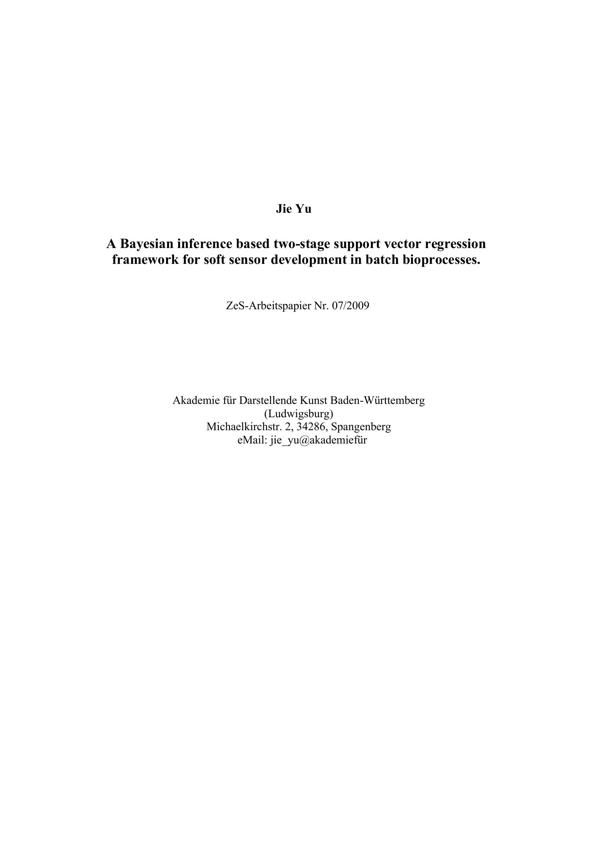 Jie Yu
A Bayesian inference based two-stage support vector regression
framework for soft sensor development in batch bioprocesses.
ZeS-Arbeitspapier Nr. 07/2009
Akademie für Darstellende Kunst Baden-Württemberg
(Ludwigsburg)
Michaelkirchstr. 2, 34286, Spangenberg
eMail: jie_yu@akademiefür